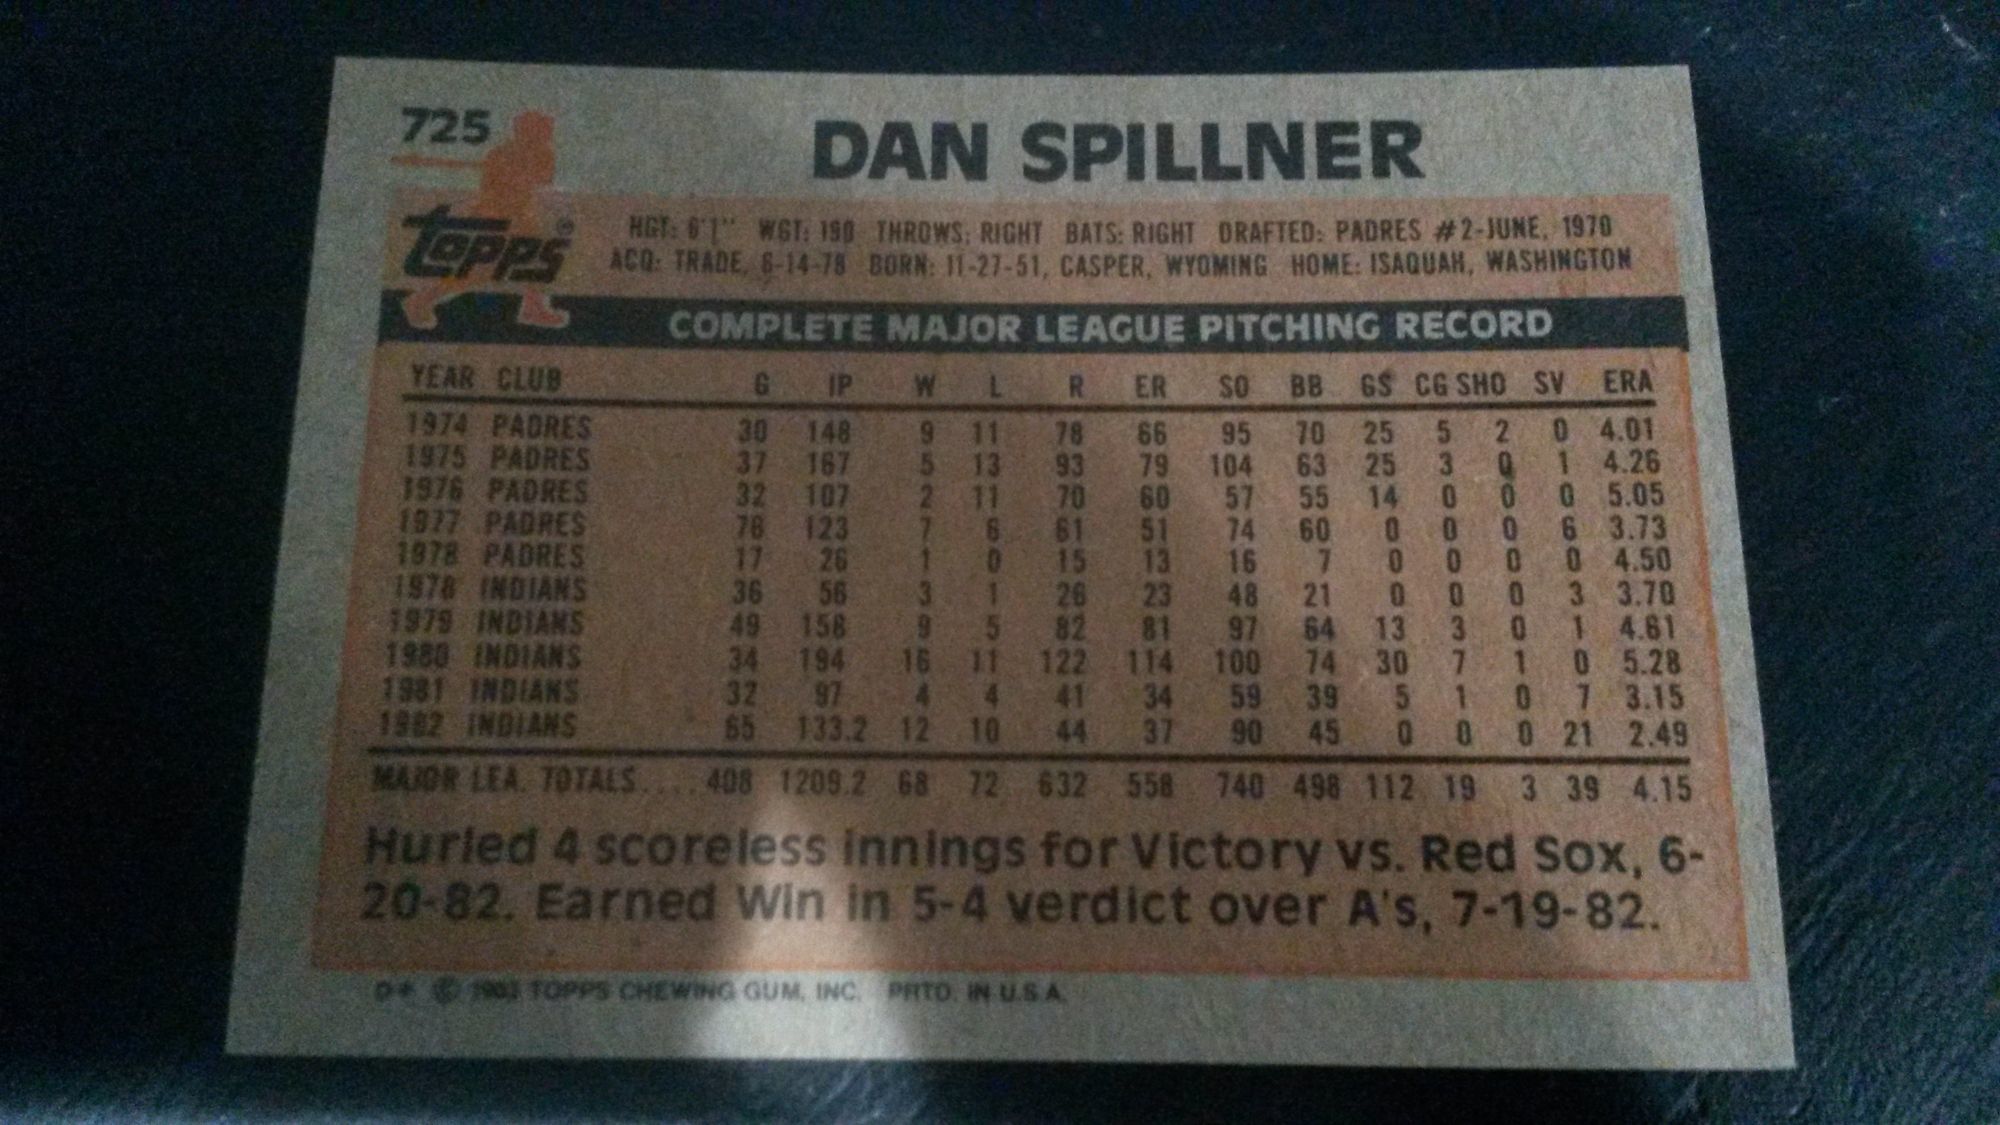 725
DAN SPILLNER
topps®
HGT: 6'1" WGT: 190 THROWS: RIGHT BATS: RIGHT DRAFTED: PADRES #2-JUNE, 1970
ACQ: TRADE, 6-14-78 BORN: 11-27-51, CASPER, WYOMING HOME: ISAQUAH, WASHINGTON
COMPLETE MAJOR LEAGUE PITCHING RECORD
YEAR CLUB G IP W L R ER SO BB GS CG SHO SV ERA
1974 PADRES 30 148 9 11 78 66 95 70 25 5 2 0 4.01
1975 PADRES 37 167 5 13 93 79 104 63 25 3 0 1 4.26
1976 PADRES 32 107 2 11 70 60 57 55 14 0 0 0 5.05
1977 PADRES 76 123 7 6 61 51 74 60 0 0 0 6 3.73
1978 PADRES 17 26 1 0 15 13 16 7 0 0 0 0 4.50
1978 INDIANS 36 56 3 1 26 23 48 21 0 0 0 3 3.70
1979 INDIANS 49 158 9 5 82 81 97 64 13 3 0 1 4.61
1980 INDIANS 34 194 16 11 122 114 100 74 30 7 1 0 5.28
1981 INDIANS 32 97 4 4 41 34 59 39 5 1 0 7 3.15
1982 INDIANS 65 133.2 12 10 44 37 90 45 0 0 0 21 2.49
MAJOR LEA. TOTALS.... 408 1209.2 68 72 632 558 740 498 112 19 3 39 4.15
Hurled 4 scoreless innings for Victory vs. Red Sox, 6-
20-82. Earned Win in 5-4 verdict over A's, 7-19-82.
D* © 1983 TOPPS CHEWING GUM, INC. PRTD. IN U.S.A.